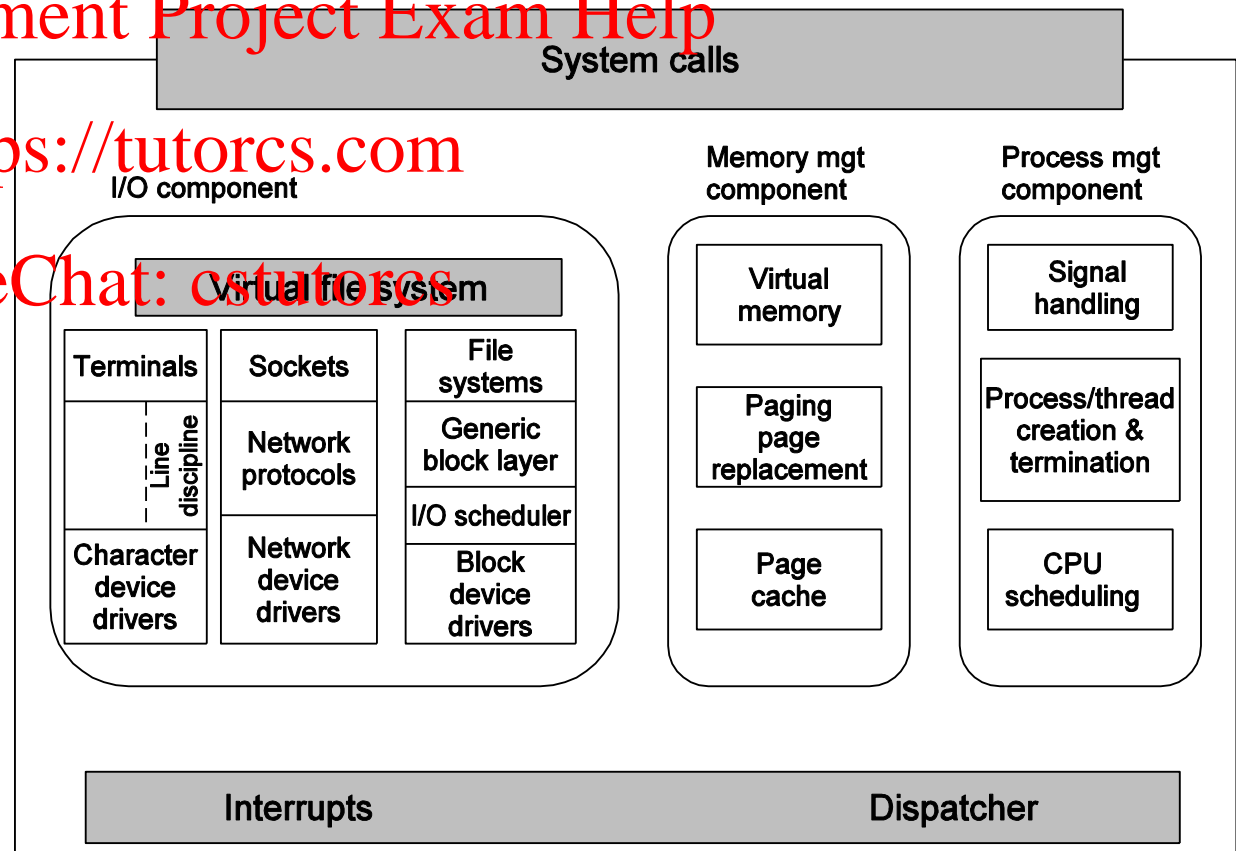 ment Project Exam Help
System calls
ps://tutorcs.com
I/O component
Memory mgt
component
Process mgt
component
eChat: cstutorcs
Virtual file system
Terminals
Line
discipline
Character
device
drivers
Sockets
Network
protocols
Network
device
drivers
File
systems
Generic
block layer
I/O scheduler
Block
device
drivers
Virtual
memory
Paging
page
replacement
Page
cache
Signal
handling
Process/thread
creation &
termination
CPU
scheduling
Interrupts
Dispatcher